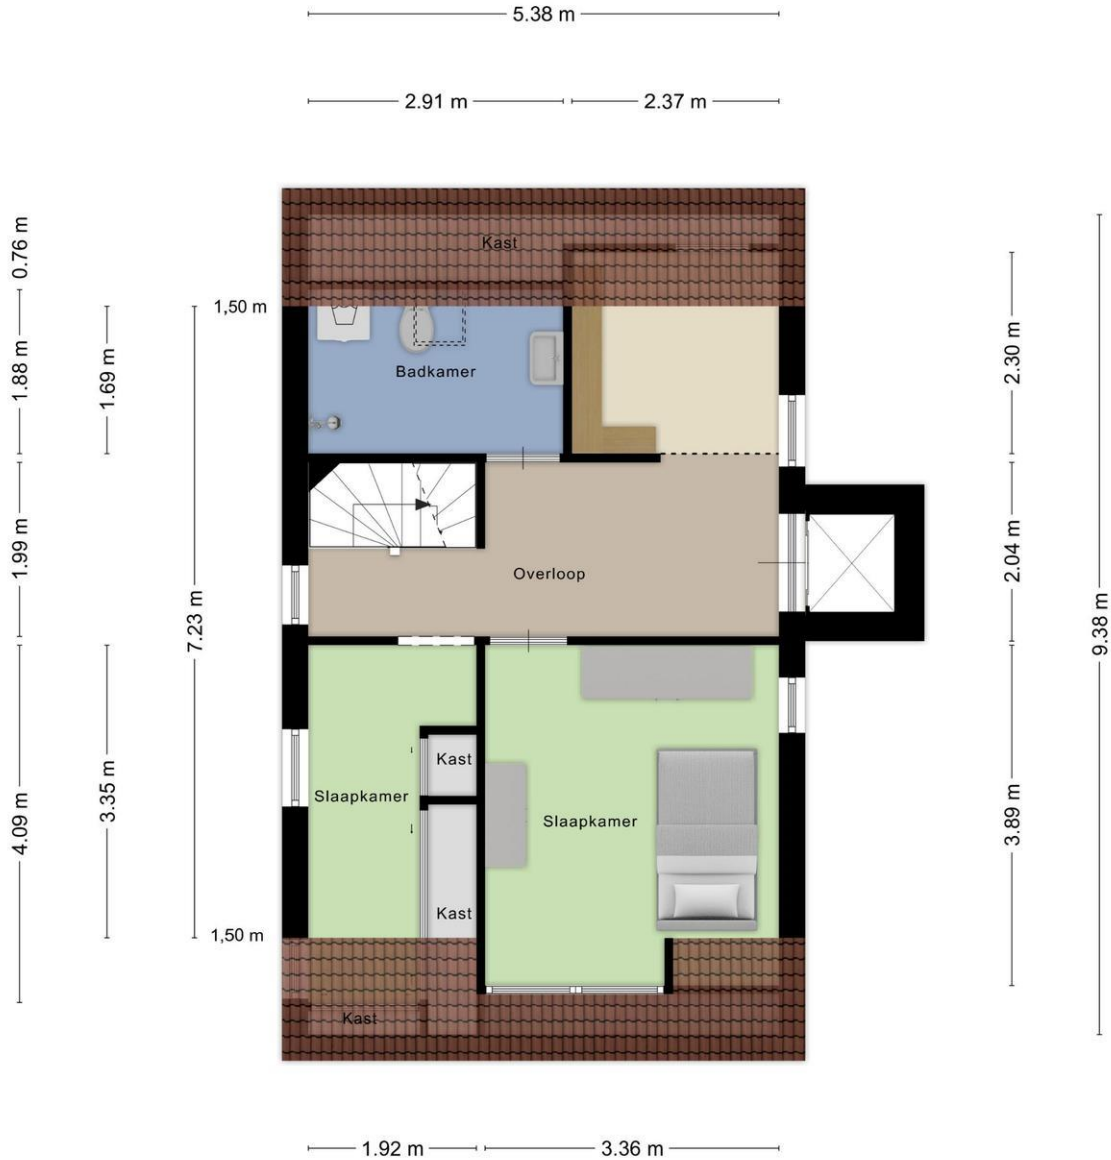 5.38 m
2.91 m
2.37 m
0.76 m
1.88 m
1.69 m
1.99 m
7.23 m
4.09 m
3.35 m
1,50 m
1,50 m
Kast
Badkamer
Overloop
Slaapkamer
Kast
Kast
Slaapkamer
Kast
2.30 m
2.04 m
3.89 m
9.38 m
1.92 m
3.36 m